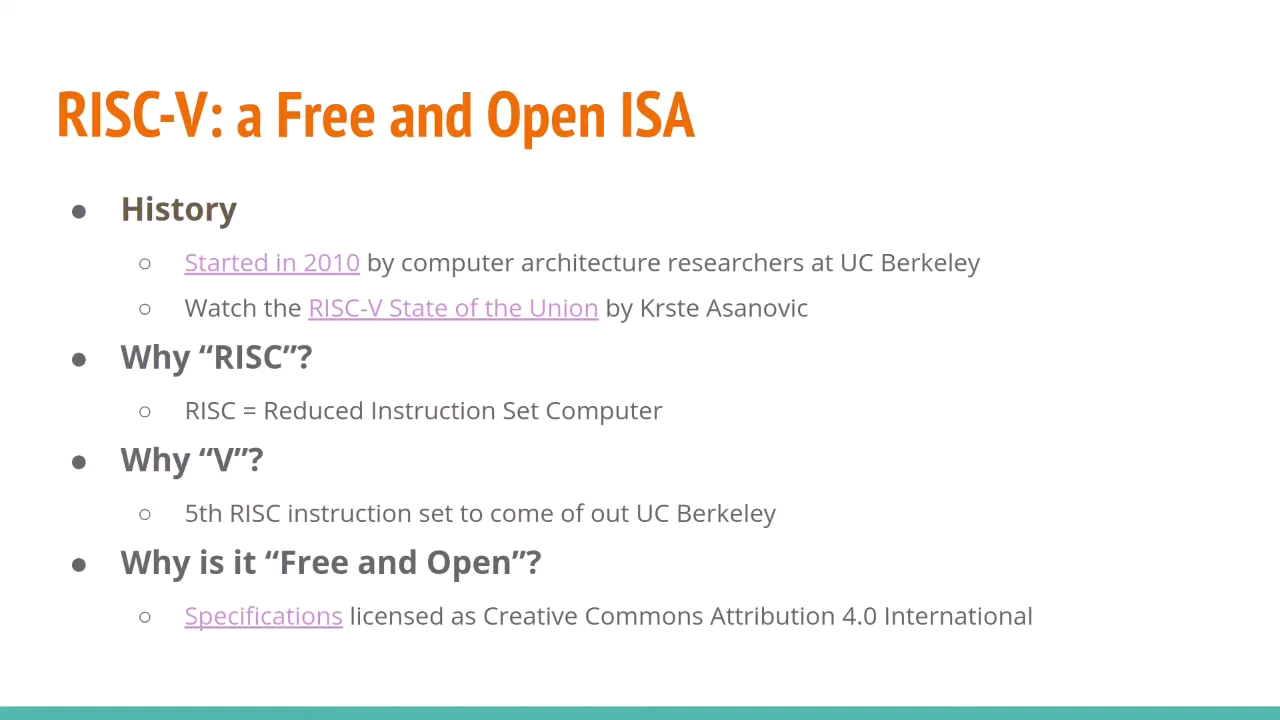 RISC-V: a Free and Open ISA
● History
○ Started in 2010 by computer architecture researchers at UC Berkeley
○ Watch the RISC-V State of the Union by Krste Asanovic
● Why “RISC”?
○ RISC = Reduced Instruction Set Computer
● Why “V”?
○ 5th RISC instruction set to come of out UC Berkeley
● Why is it “Free and Open”?
○ Specifications licensed as Creative Commons Attribution 4.0 International